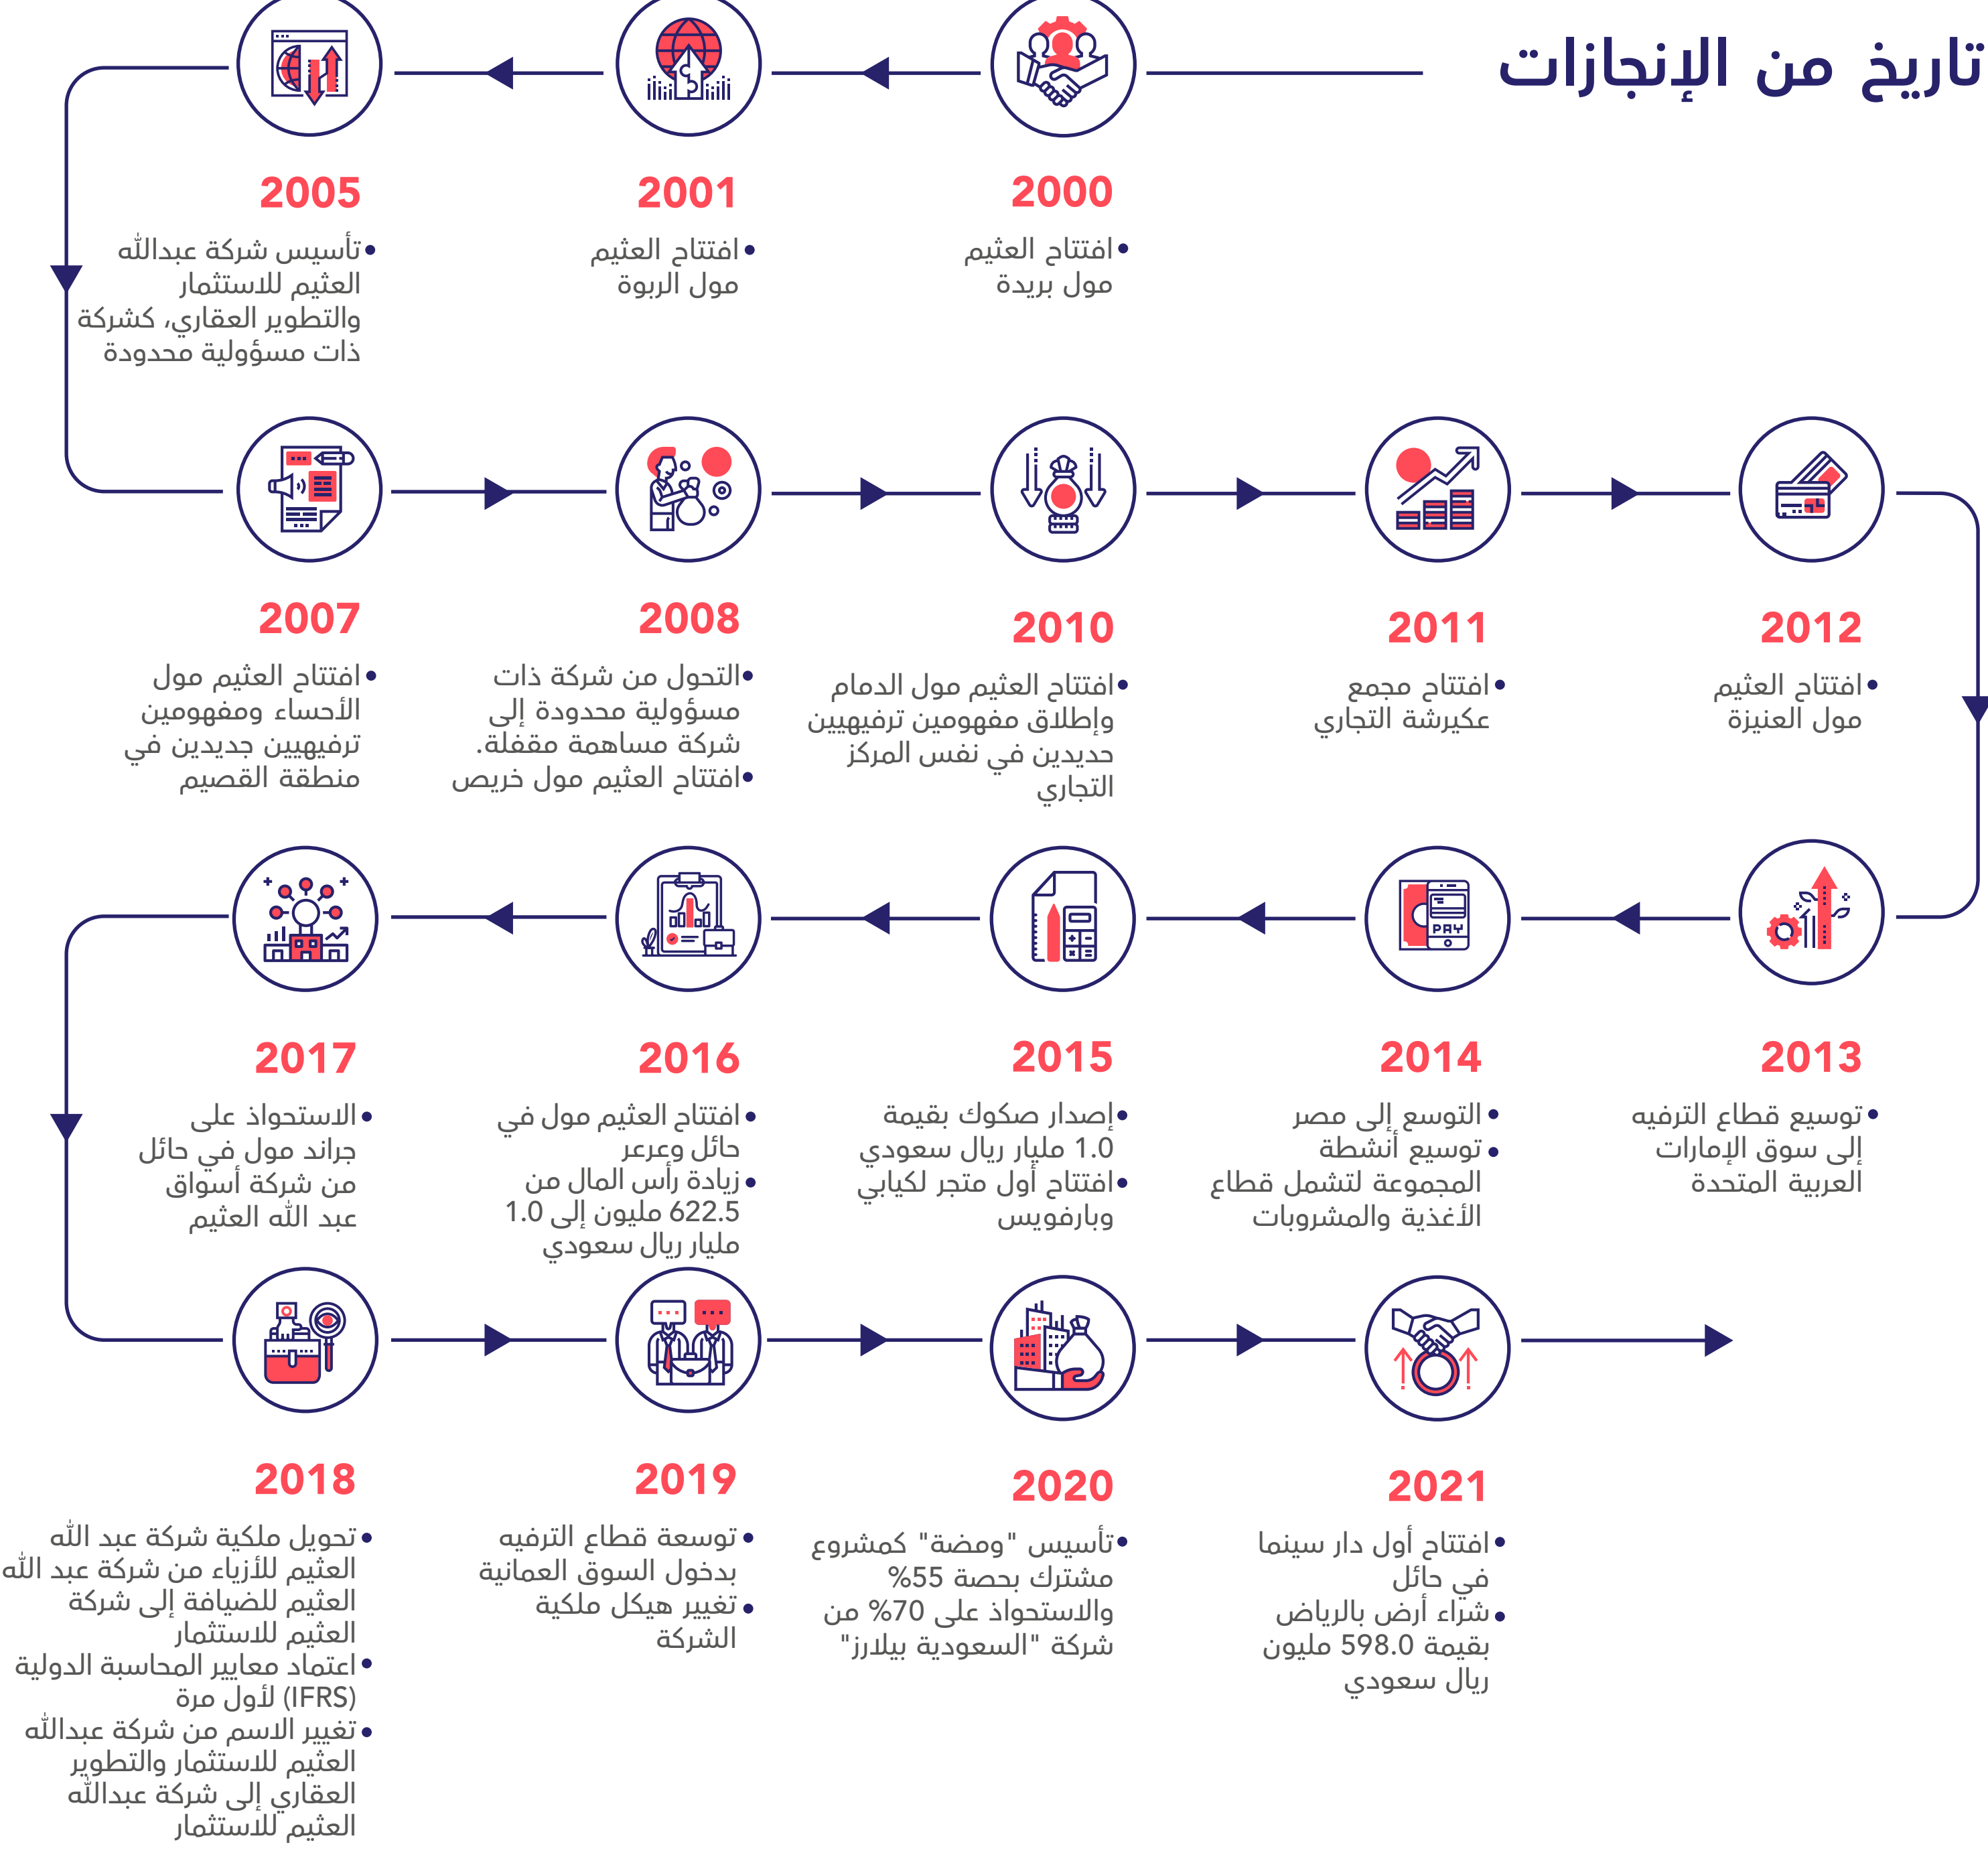 تاريخ من الإنجازات
2000
افتتاح العثيم
مول بريدة
2001
افتتاح العثيم
مول الربوة
2005
تأسيس شركة عبدالله
العثيم للاستثمار
والتطوير العقاري، كشركة
ذات مسؤولية محدودة
2007
افتتاح العثيم مول
الأحساء ومفهومين
ترفيهيين جديدين في
منطقة القصيم
2008
التحول من شركة ذات
مسؤولية محدودة إلى
شركة مساهمة مقفلة.
افتتاح العثيم مول خريص
2010
افتتاح العثيم مول الدمام
وإطلاق مفهومين ترفيهيين
حديدين في نفس المركز
التجاري
2011
افتتاح مجمع
عكيرشة التجاري
2012
افتتاح العثيم
مول العنيزة
2013
توسيع قطاع الترفيه
إلى سوق الإمارات
العربية المتحدة
PAY
2014
التوسع إلى مصر
توسيع أنشطة
المجموعة لتشمل قطاع
الأغذية والمشروبات
2015
إصدار صكوك بقيمة
1.0 مليار ريال سعودي
افتتاح أول متجر لكيابي
وبارفويس
2016
افتتاح العثيم مول في
حائل وعرعر
زيادة رأس المال من
622.5 مليون إلى 1.0
مليار ريال سعودي
2017
الاستحواذ على
جراند مول في حائل
من شركة أسواق
عبد الله العثيم
2018
تحويل ملكية شركة عبد الله
العثيم للأزياء من شركة عبد الله
العثيم للضيافة إلى شركة
العثيم للاستثمار
اعتماد معايير المحاسبة الدولية
(IFRS) لأول مرة
تغيير الاسم من شركة عبدالله
العثيم للاستثمار والتطوير
العقاري إلى شركة عبدالله
العثيم للاستثمار
2019
توسعة قطاع الترفيه
بدخول السوق العمانية
تغيير هيكل ملكية
الشركة
2020
تأسيس "ومضة" كمشروع
مشترك بحصة 55%
والاستحواذ على 70% من
شركة "السعودية بيلارز"
2021
افتتاح أول دار سينما
في حائل
شراء أرض بالرياض
بقيمة 598.0 مليون
ريال سعودي